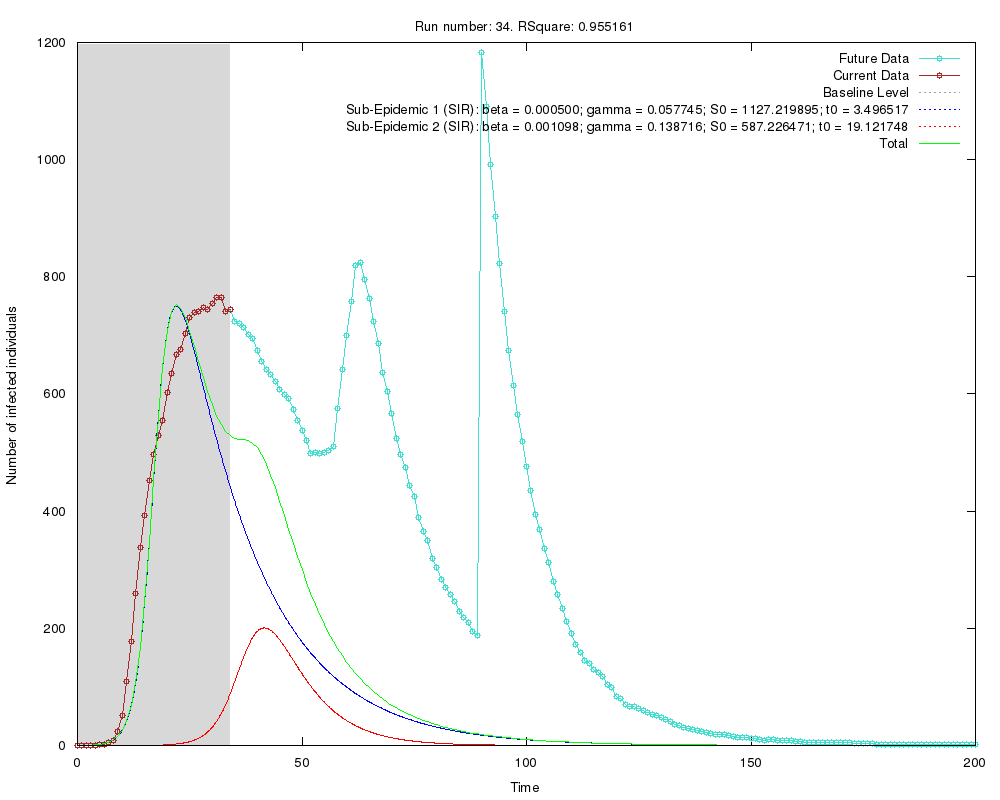 Run number: 34. RSquare: 0.955161
1200
1000
800
600
400
200
0
Number of infected individuals
Future Data
Current Data
Baseline Level
Sub-Epidemic 1 (SIR): beta = 0.000500; gamma = 0.057745; S0 = 1127.219895; t0 = 3.496517
Sub-Epidemic 2 (SIR): beta = 0.001098; gamma = 0.138716; S0 = 587.226471; t0 = 19.121748
Total
0 50 100 150 200
Time